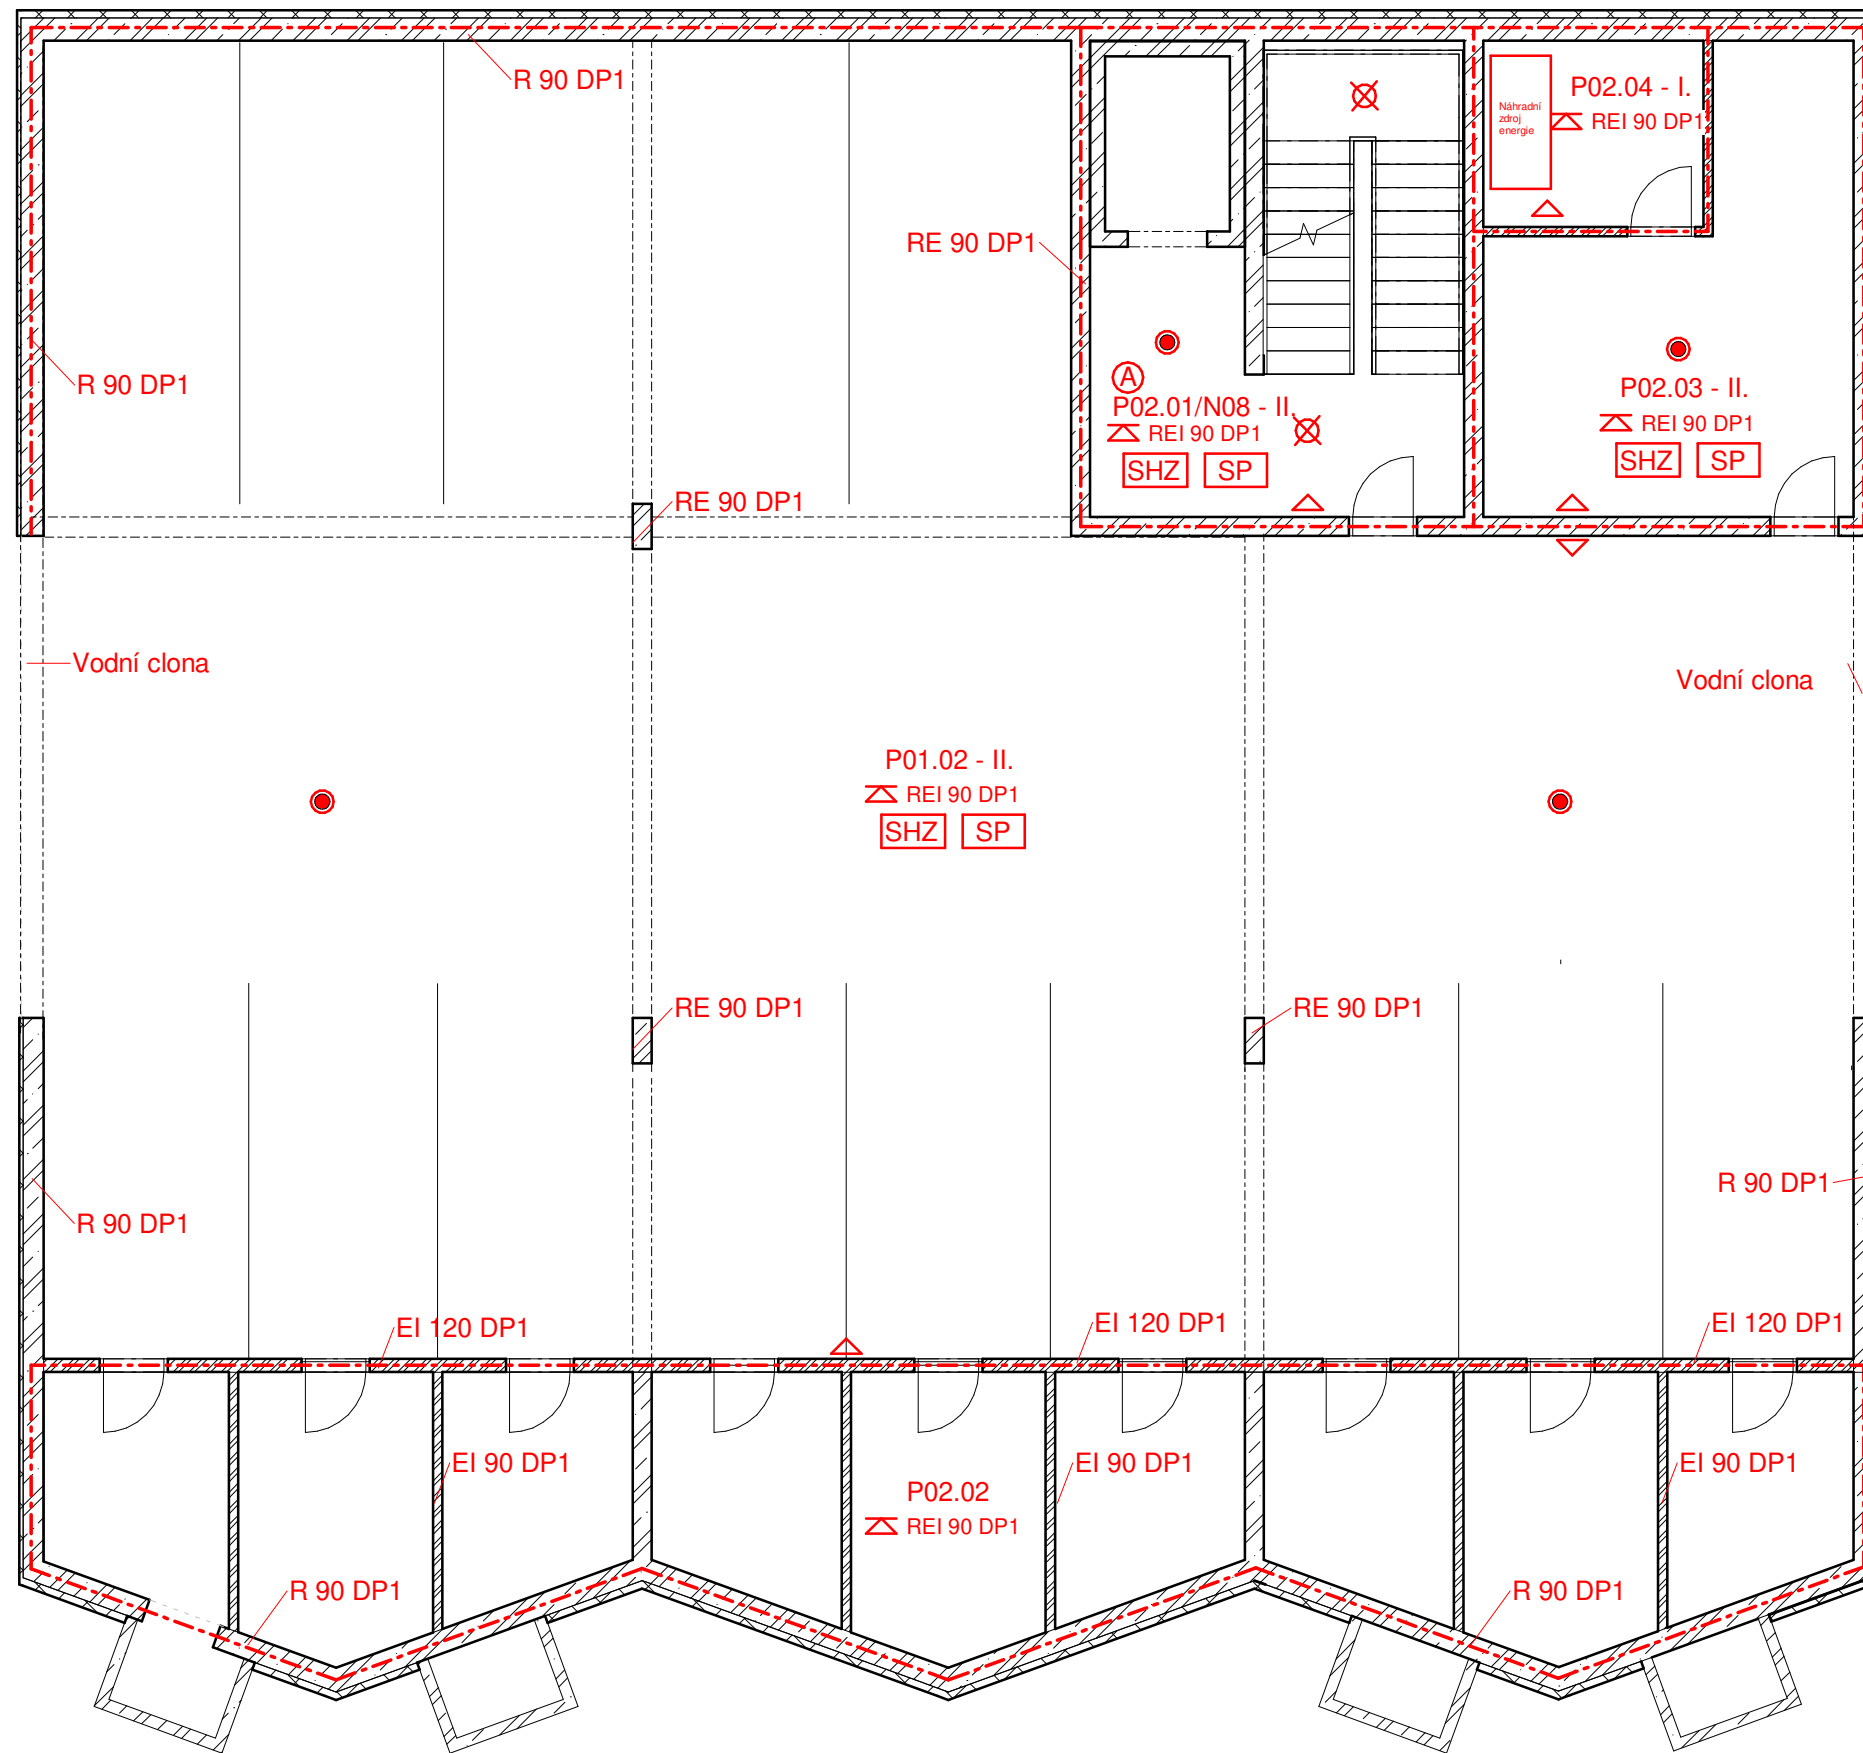 R 90 DP1
P02.04 - I.
REI 90 DP1
Náhradní
zdroj
energie
RE 90 DP1
R 90 DP1
A
P02.01/N08 - II.
REI 90 DP1
SHZ SP
P02.03 - II.
REI 90 DP1
SHZ SP
RE 90 DP1
Vodní clona
Vodní clona
P01.02 - II.
REI 90 DP1
SHZ SP
RE 90 DP1
RE 90 DP1
R 90 DP1
R 90 DP1
EI 120 DP1
EI 120 DP1
EI 120 DP1
EI 90 DP1
EI 90 DP1
EI 90 DP1
P02.02
REI 90 DP1
R 90 DP1
R 90 DP1